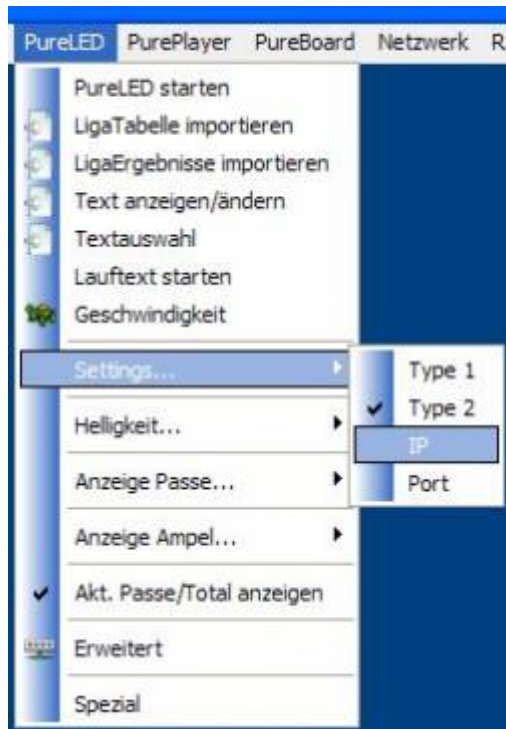 PureLED PurePlayer PureBoard Netzwerk R
PureLED starten
LigaTabelle importieren
LigaErgebnisse importieren
Text anzeigen/ändern
Textauswahl
Lauftext starten
Geschwindigkeit
Settings...
Type 1
Type 2
IP
Port
Helligkeit...
Anzeige Passe...
Anzeige Ampel...
Akt. Passe/Total anzeigen
Erweitert
Spezial